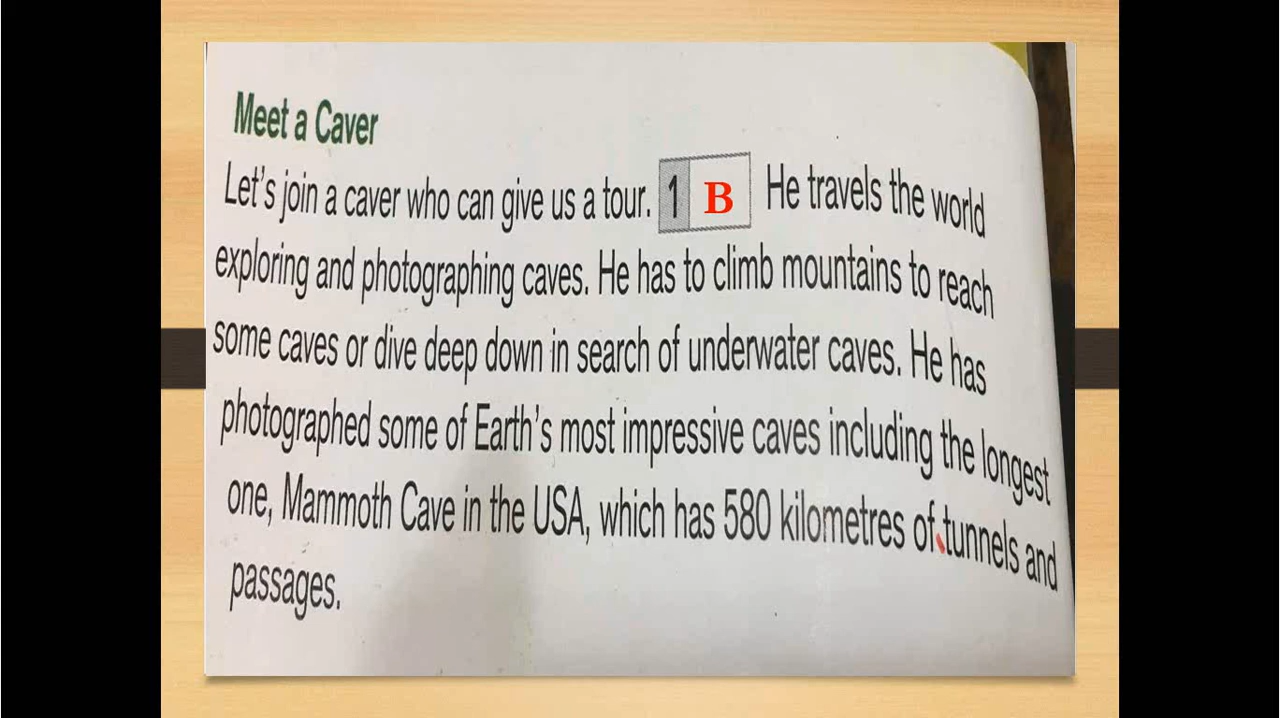 Meet a Caver
Let's join a caver who can give us a tour. 1 B He travels the world
exploring and photographing caves. He has to climb mountains to reach
some caves or dive deep down in search of underwater caves. He has
photographed some of Earth's most impressive caves including the longest
one, Mammoth Cave in the USA, which has 580 kilometres of tunnels and
passages.